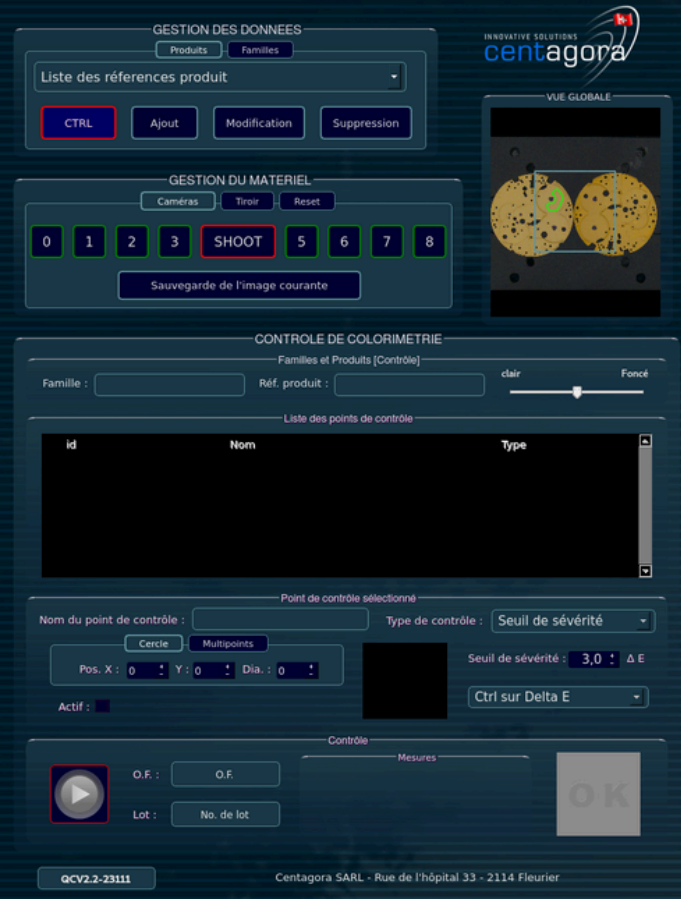 GESTION DES DONNEES
Produits Familles
Liste des réferences produit
CTRL Ajout Modification Suppression
INNOVATIVE SOLUTIONS
centagora
VUE GLOBALE
GESTION DU MATERIEL
Caméras Tiroir Reset
0 1 2 3 SHOOT 5 6 7 8
Sauvegarde de l'image courante
CONTROLE DE COLORIMETRIE
Familles et Produits [Contrôle]
Famille : Réf. produit : clair Foncé
Liste des points de contrôle
id Nom Type
Point de contrôle sélectionné
Nom du point de contrôle : Type de contrôle : Seuil de sévérité
Cercle Multipoints
Pos. X : 0 Y : 0 Dia. : 0
Seuil de sévérité : 3,0 Δ E
Actif :
Ctrl sur Delta E
Contrôle
Mesures
O.F. : O.F.
Lot : No. de lot
OK
QCV2.2-23111
Centagora SARL - Rue de l'hôpital 33 - 2114 Fleurier